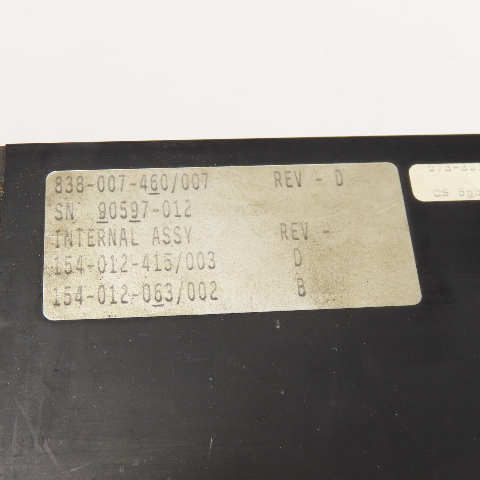 838-007-460/007 REV - D
SN 90597-012
INTERNAL ASSY REV -
154-012-415/003 D
154-012-063/002 B